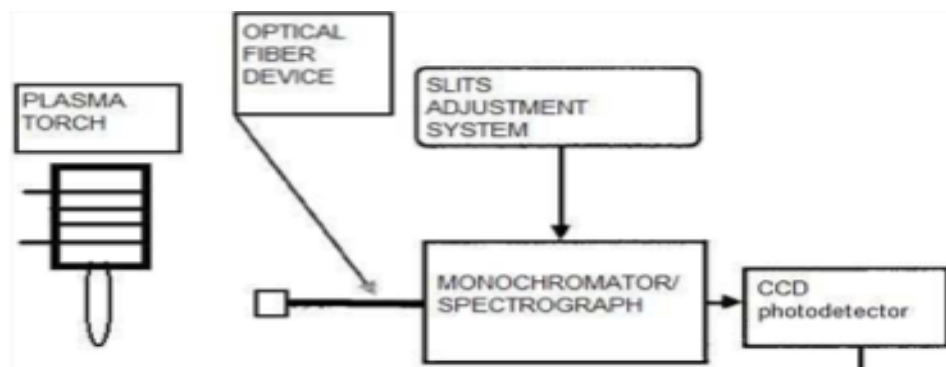 PLASMA
TORCH
OPTICAL
FIBER
DEVICE
SLITS
ADJUSTMENT
SYSTEM
MONOCHROMATOR/
SPECTROGRAPH
CCD
photodetector